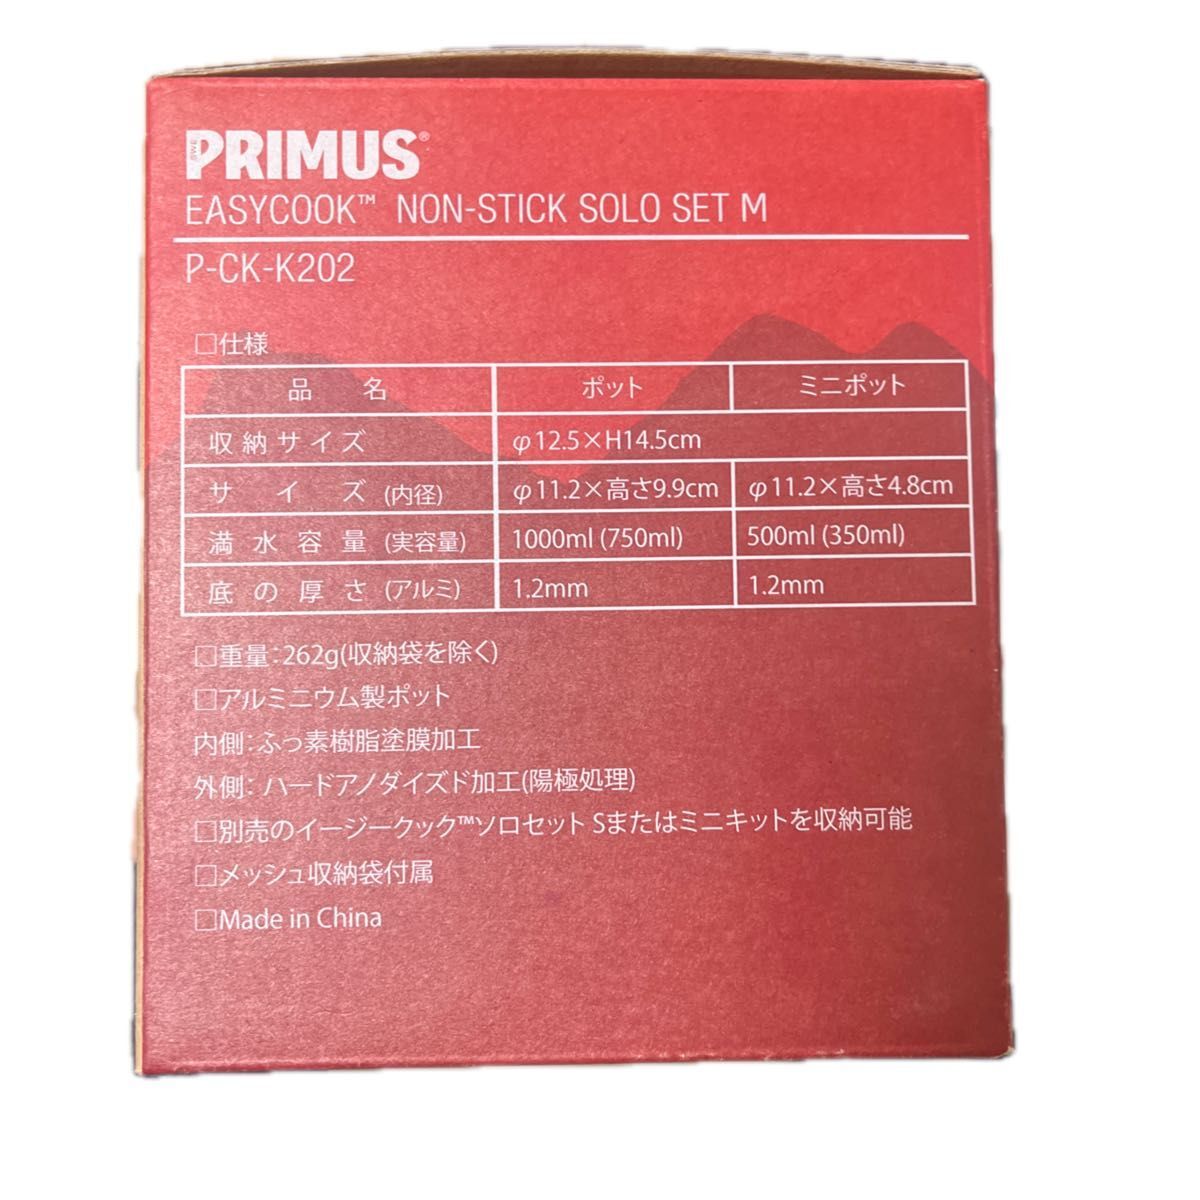 SWE PRIMUS®
EASYCOOK™ NON-STICK SOLO SET M
P-CK-K202
□仕様
品名 ポット ミニポット
収納サイズ φ12.5×H14.5cm
サイズ(内径) φ11.2×高さ9.9cm φ11.2×高さ4.8cm
満水容量(実容量) 1000ml (750ml) 500ml (350ml)
底の厚さ(アルミ) 1.2mm 1.2mm
□重量：262g(収納袋を除く)
□アルミニウム製ポット
内側：ふっ素樹脂塗膜加工
外側：ハードアノダイズド加工(陽極処理)
□別売のイージークック™ソロセット Sまたはミニキットを収納可能
□メッシュ収納袋付属
□Made in China